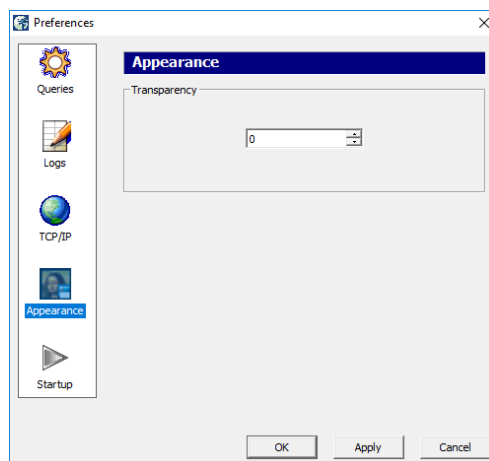 Preferences
Queries
Logs
TCP/IP
Appearance
Startup
Appearance
Transparency
0
OK
Apply
Cancel